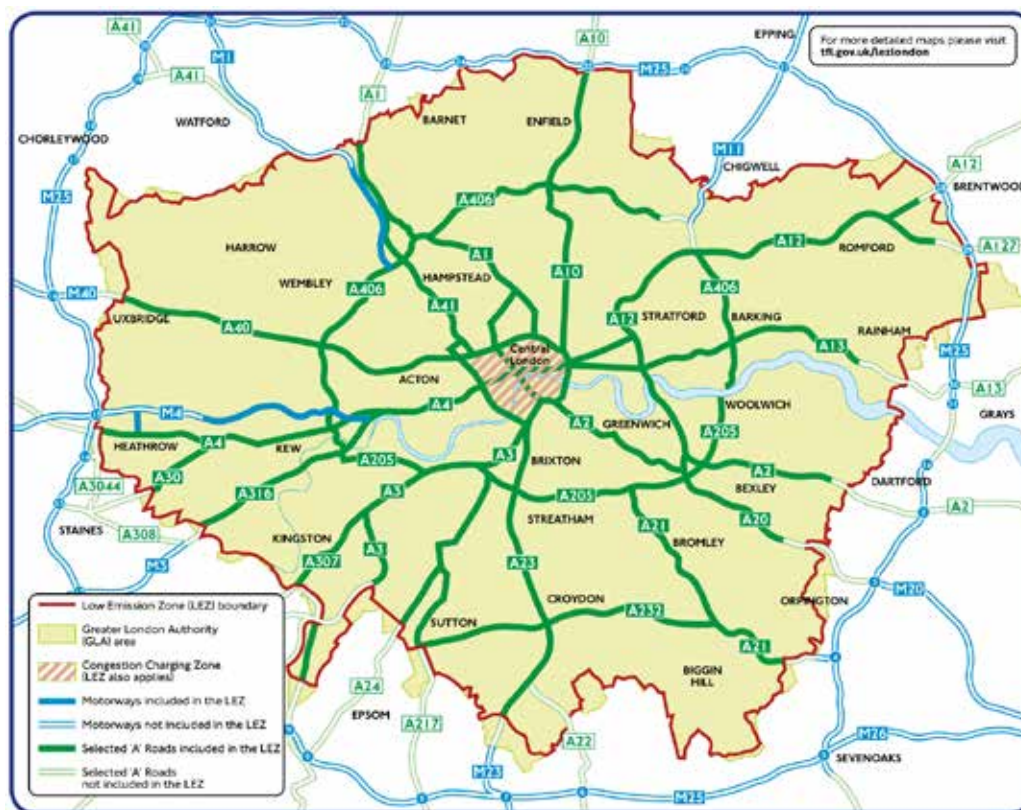 For more detailed maps please visit
tfl.gov.uk/lezlondon
A41
M1
A10
EPPING
M25
A41
A1
BARNET
ENFIELD
WATFORD
CHORLEYWOOD
M11
CHIGWELL
A12
BRENTWOOD
M25
A406
A12
ROMFORD
A127
HARROW
A1
HAMPSTEAD
A10
WEMBLEY
A406
A406
M40
A41
A12
STRATFORD
BARKING
UXBRIDGE
A40
Central
London
RAINHAM
A13
M25
ACTON
A13
M4
A4
A2
GREENWICH
WOOLWICH
GRAYS
HEATHROW
A4
KEW
A205
A3
BRIXTON
A205
A2
A30
A3044
A316
A3
A205
BEXLEY
DARTFORD
A2
STAINES
A308
STREATHAM
A21
A20
KINGSTON
A3
BROMLEY
M3
A307
A23
M20
CROYDON
A232
ORPINGTON
SUTTON
A21
BIGGIN
HILL
A24
EPSOM
A217
A22
M26
SEVENOAKS
M23
M25
Low Emission Zone (LEZ) boundary
Greater London Authority
(GLA) area
Congestion Charging Zone
(LEZ also applies)
Motorways included in the LEZ
Motorways not included in the LEZ
Selected 'A' Roads included in the LEZ
Selected 'A' Roads
not included in the LEZ